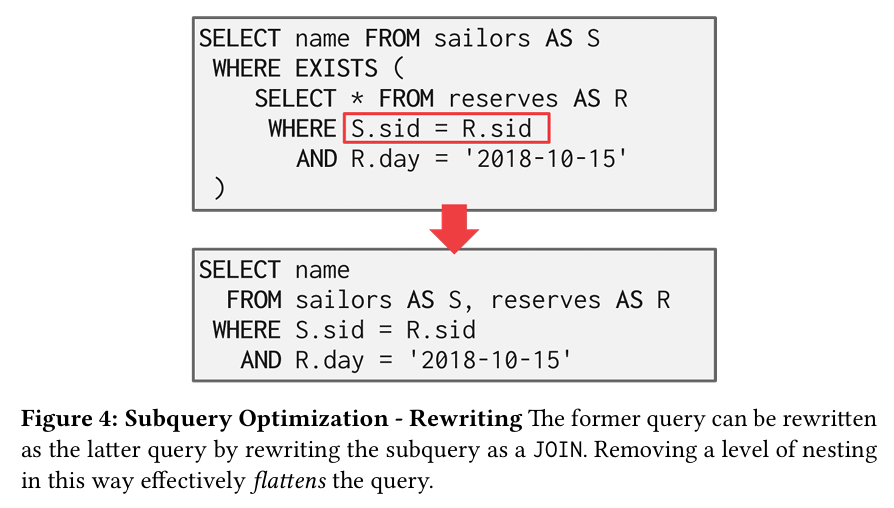 SELECT name FROM sailors AS S
WHERE EXISTS (
SELECT * FROM reserves AS R
WHERE S.sid = R.sid
AND R.day = '2018-10-15'
)
SELECT name
FROM sailors AS S, reserves AS R
WHERE S.sid = R.sid
AND R.day = '2018-10-15'
Figure 4: Subquery Optimization - Rewriting The former query can be rewritten
as the latter query by rewriting the subquery as a JOIN. Removing a level of nesting
in this way effectively flattens the query.